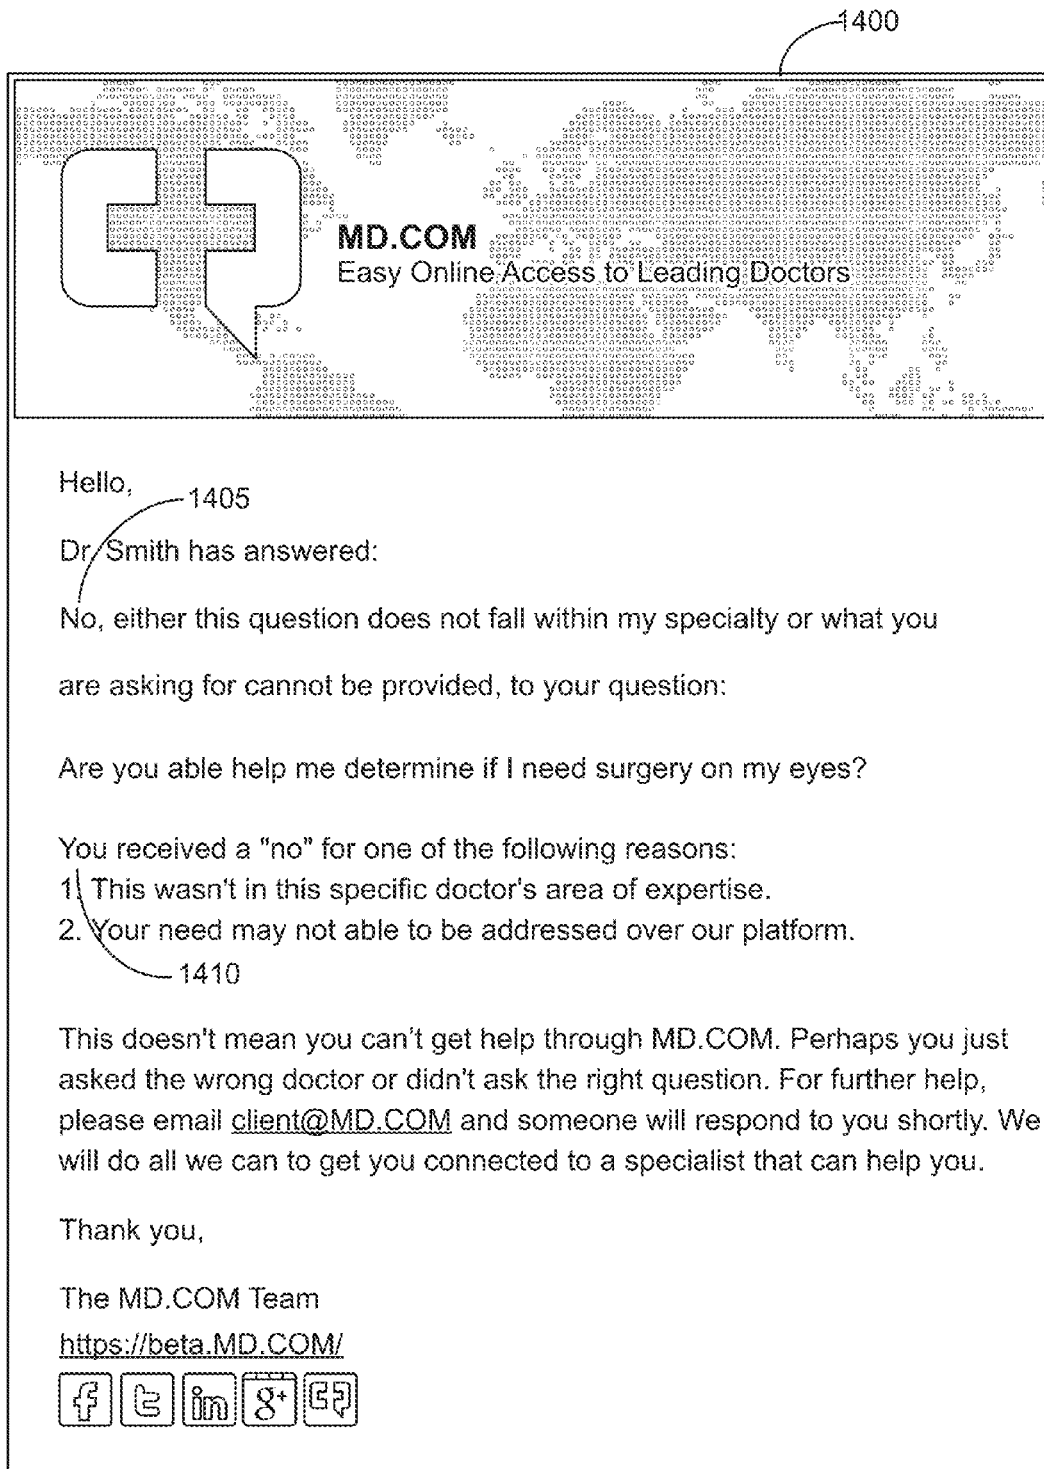 1400
MD.COM
Easy Online Access to Leading Doctors
Hello,
1405
Dr. Smith has answered:
No, either this question does not fall within my specialty or what you
are asking for cannot be provided, to your question:
Are you able help me determine if I need surgery on my eyes?
You received a "no" for one of the following reasons:
1. This wasn't in this specific doctor's area of expertise.
2. Your need may not able to be addressed over our platform.
1410
This doesn't mean you can't get help through MD.COM. Perhaps you just
asked the wrong doctor or didn't ask the right question. For further help,
please email client@MD.COM and someone will respond to you shortly. We
will do all we can to get you connected to a specialist that can help you.
Thank you,
The MD.COM Team
https://beta.MD.COM/
f t in g+